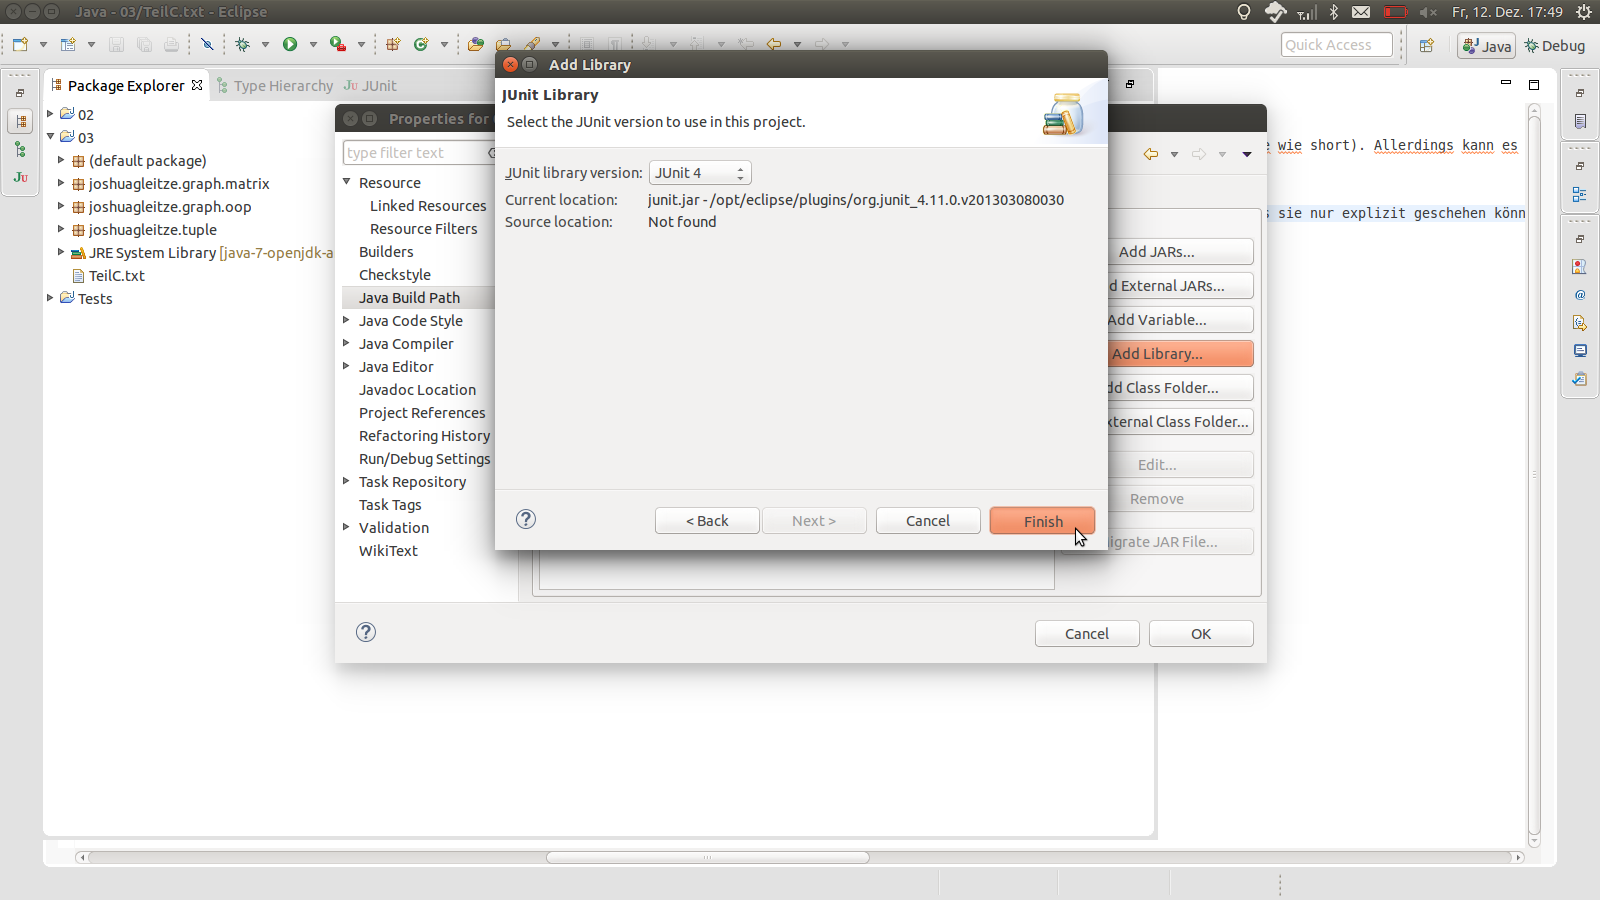 Java - 03/TeilC.txt - Eclipse
Fr, 12. Dez. 17:49
Quick Access
Java
Debug
Package Explorer
Type Hierarchy
JUnit
02
03
(default package)
joshuagleitze.graph.matrix
joshuagleitze.graph.oop
joshuagleitze.tuple
JRE System Library [java-7-openjdk-a
TeilC.txt
Tests
Properties for
type filter text
Resource
Linked Resources
Resource Filters
Builders
Checkstyle
Java Build Path
Java Code Style
Java Compiler
Java Editor
Javadoc Location
Project References
Refactoring History
Run/Debug Settings
Task Repository
Task Tags
Validation
WikiText
Add JARs...
d External JARs...
Add Variable...
Add Library...
dd Class Folder...
xternal Class Folder...
Edit...
Remove
igrate JAR File...
Cancel
OK
Add Library
JUnit Library
Select the JUnit version to use in this project.
JUnit library version:
JUnit 4
Current location:
junit.jar - /opt/eclipse/plugins/org.junit_4.11.0.v201303080030
Source location:
Not found
< Back
Next >
Cancel
Finish
e wie short). Allerdings kann es
s sie nur explizit geschehen könn